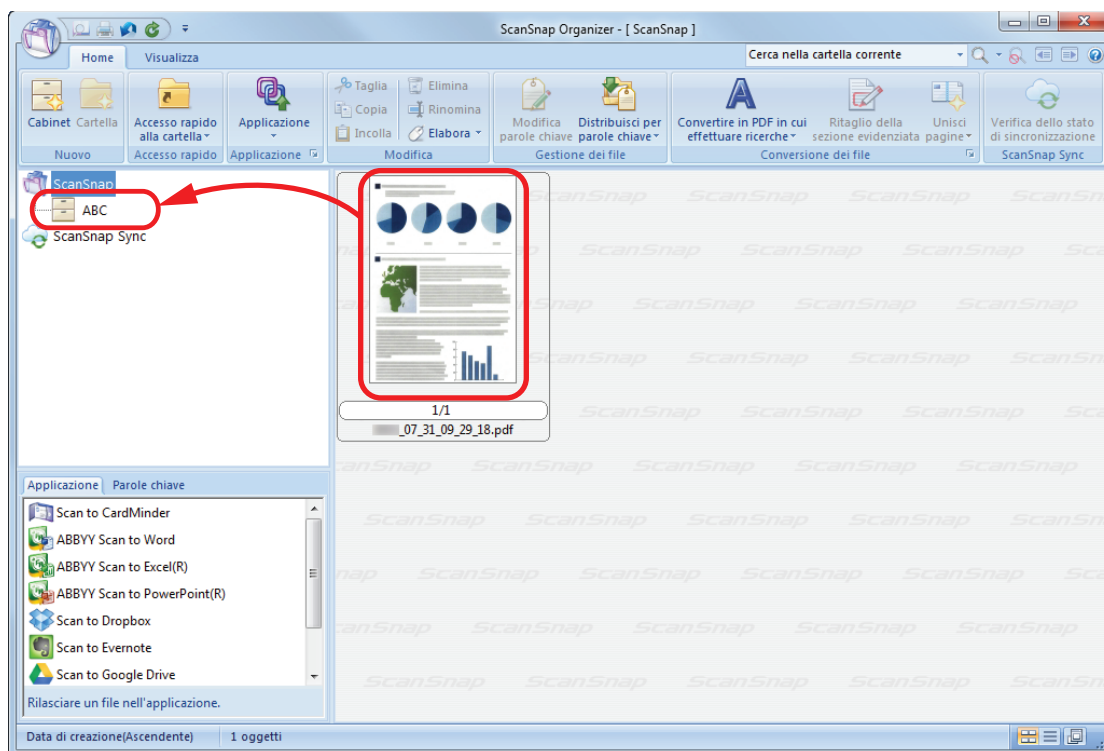 ScanSnap Organizer - [ ScanSnap ]
Home Visualizza
Cerca nella cartella corrente
Cabinet Cartella
Nuovo
Accesso rapido
alla cartella
Accesso rapido
Applicazione
Applicazione
Taglia
Copia
Incolla
Elimina
Rinomina
Elabora
Modifica
Modifica
parole chiave
Distribuisci per
parole chiave
Gestione dei file
Convertire in PDF in cui
effettuare ricerche
Ritaglio della
sezione evidenziata
Unisci
pagine
Conversione dei file
Verifica dello stato
di sincronizzazione
ScanSnap Sync
ScanSnap
ABC
ScanSnap Sync
1/1
_07_31_09_29_18.pdf
Applicazione Parole chiave
Scan to CardMinder
ABBYY Scan to Word
ABBYY Scan to Excel(R)
ABBYY Scan to PowerPoint(R)
Scan to Dropbox
Scan to Evernote
Scan to Google Drive
Rilasciare un file nell'applicazione.
Data di creazione(Ascendente) 1 oggetti